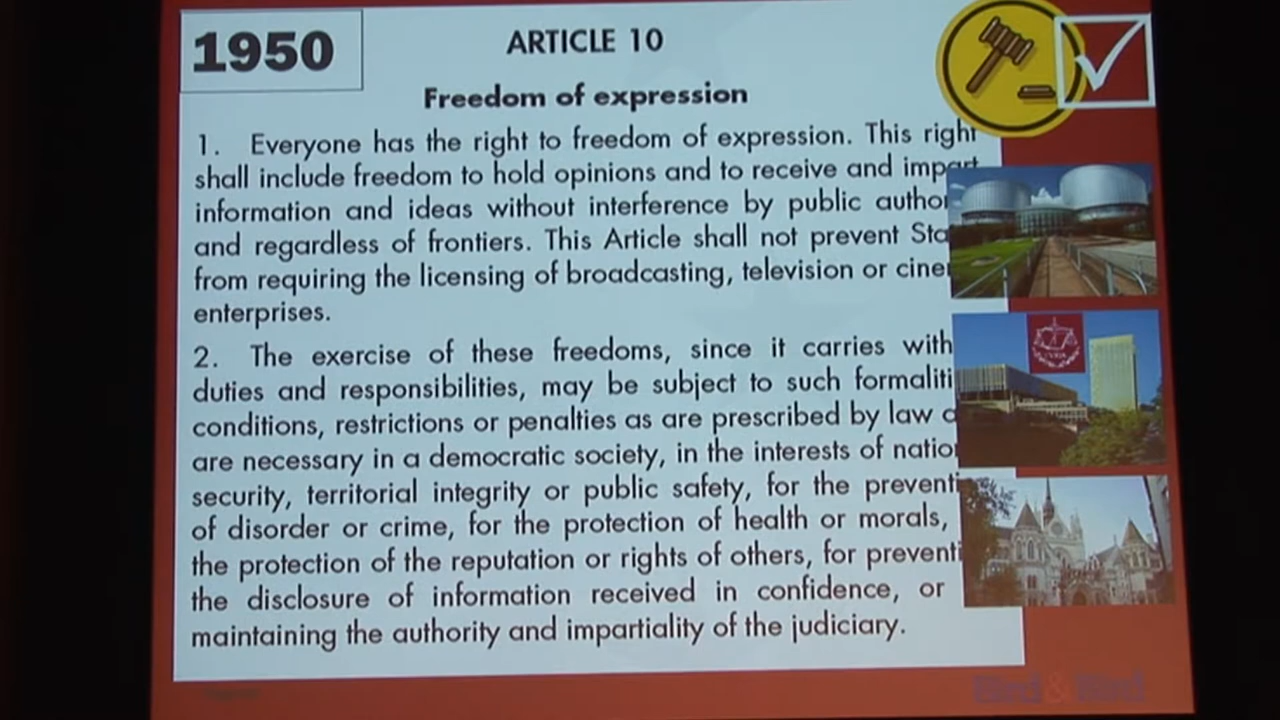 1950
ARTICLE 10
Freedom of expression
1. Everyone has the right to freedom of expression. This right
shall include freedom to hold opinions and to receive and impart
information and ideas without interference by public author
and regardless of frontiers. This Article shall not prevent Sta
from requiring the licensing of broadcasting, television or cine
enterprises.
2. The exercise of these freedoms, since it carries with
duties and responsibilities, may be subject to such formaliti
conditions, restrictions or penalties as are prescribed by law
are necessary in a democratic society, in the interests of natio
security, territorial integrity or public safety, for the preventi
of disorder or crime, for the protection of health or morals,
the protection of the reputation or rights of others, for preventi
the disclosure of information received in confidence, or
maintaining the authority and impartiality of the judiciary.
Bird & Bird